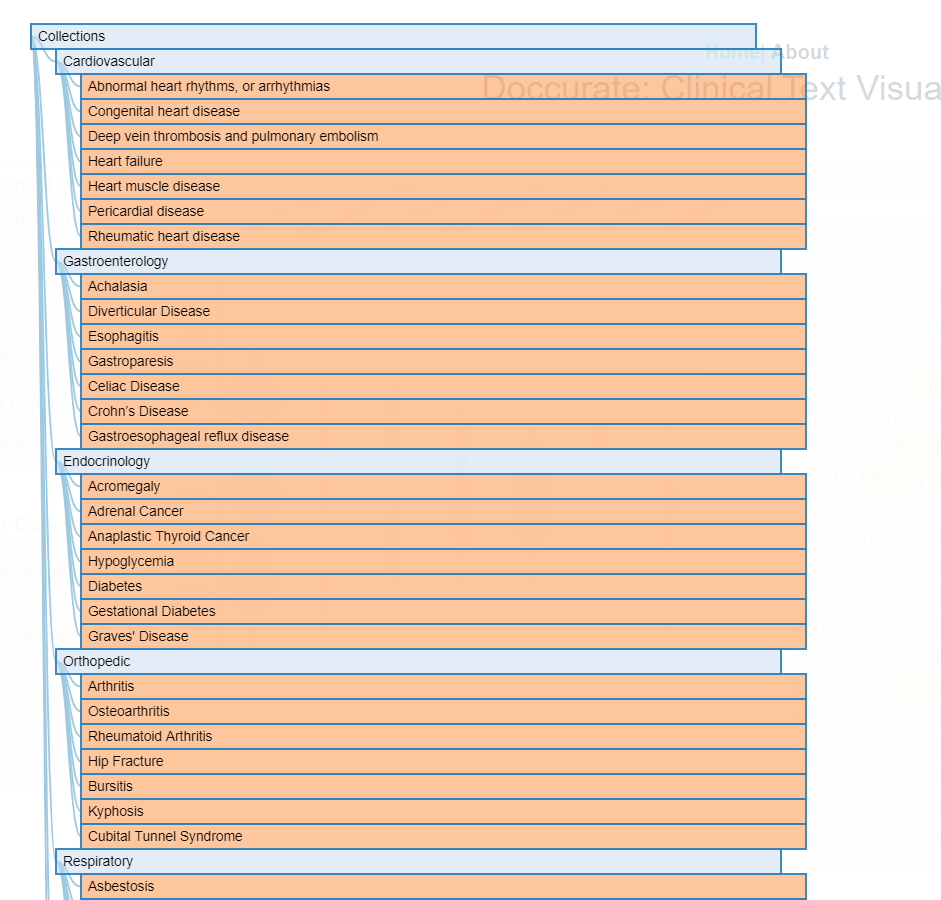 Collections
Home| About
Cardiovascular
Doccurate: Clinical Text Visua
Abnormal heart rhythms, or arrhythmias
Congenital heart disease
Deep vein thrombosis and pulmonary embolism
Heart failure
Heart muscle disease
Pericardial disease
Rheumatic heart disease
Gastroenterology
Achalasia
Diverticular Disease
Esophagitis
Gastroparesis
Celiac Disease
Crohn's Disease
Gastroesophageal reflux disease
Endocrinology
Acromegaly
Adrenal Cancer
Anaplastic Thyroid Cancer
Hypoglycemia
Diabetes
Gestational Diabetes
Graves' Disease
Orthopedic
Arthritis
Osteoarthritis
Rheumatoid Arthritis
Hip Fracture
Bursitis
Kyphosis
Cubital Tunnel Syndrome
Respiratory
Asbestosis